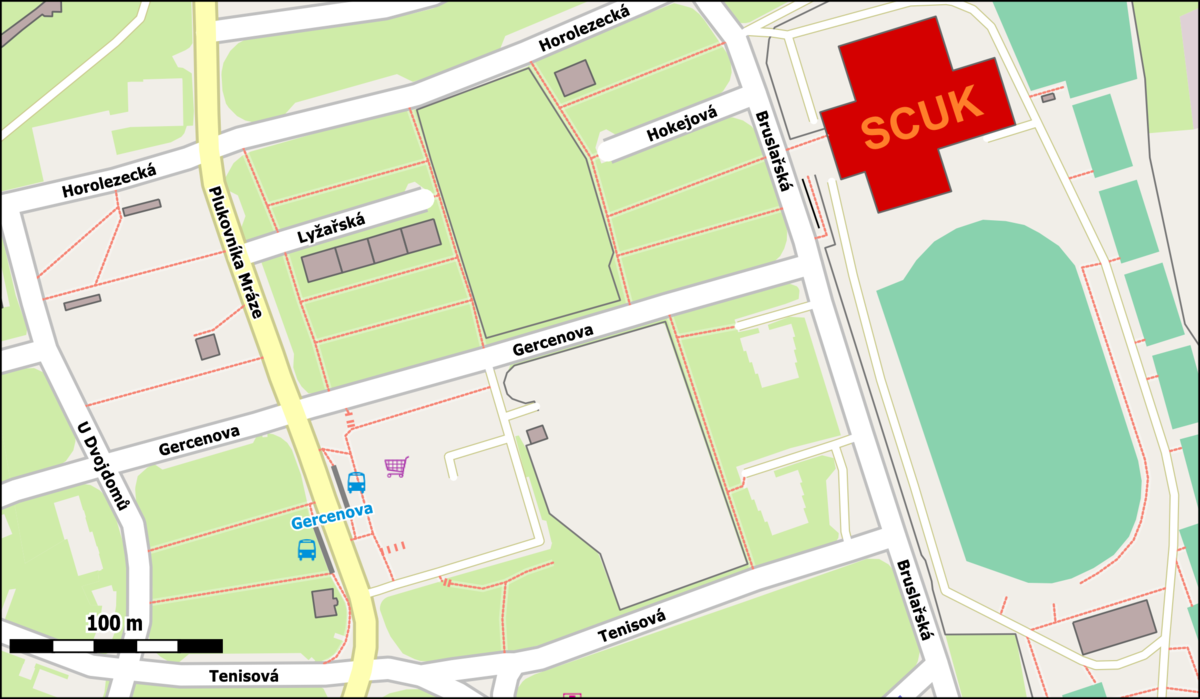 Horolezecká
SCUK
Hokejová
Bruslařská
Horolezecká
Plukovníka Mráze
Lyžařská
Gercenova
U Dvojdomů
Gercenova
Gercenova
Bruslařská
100 m
Tenisová
Tenisová